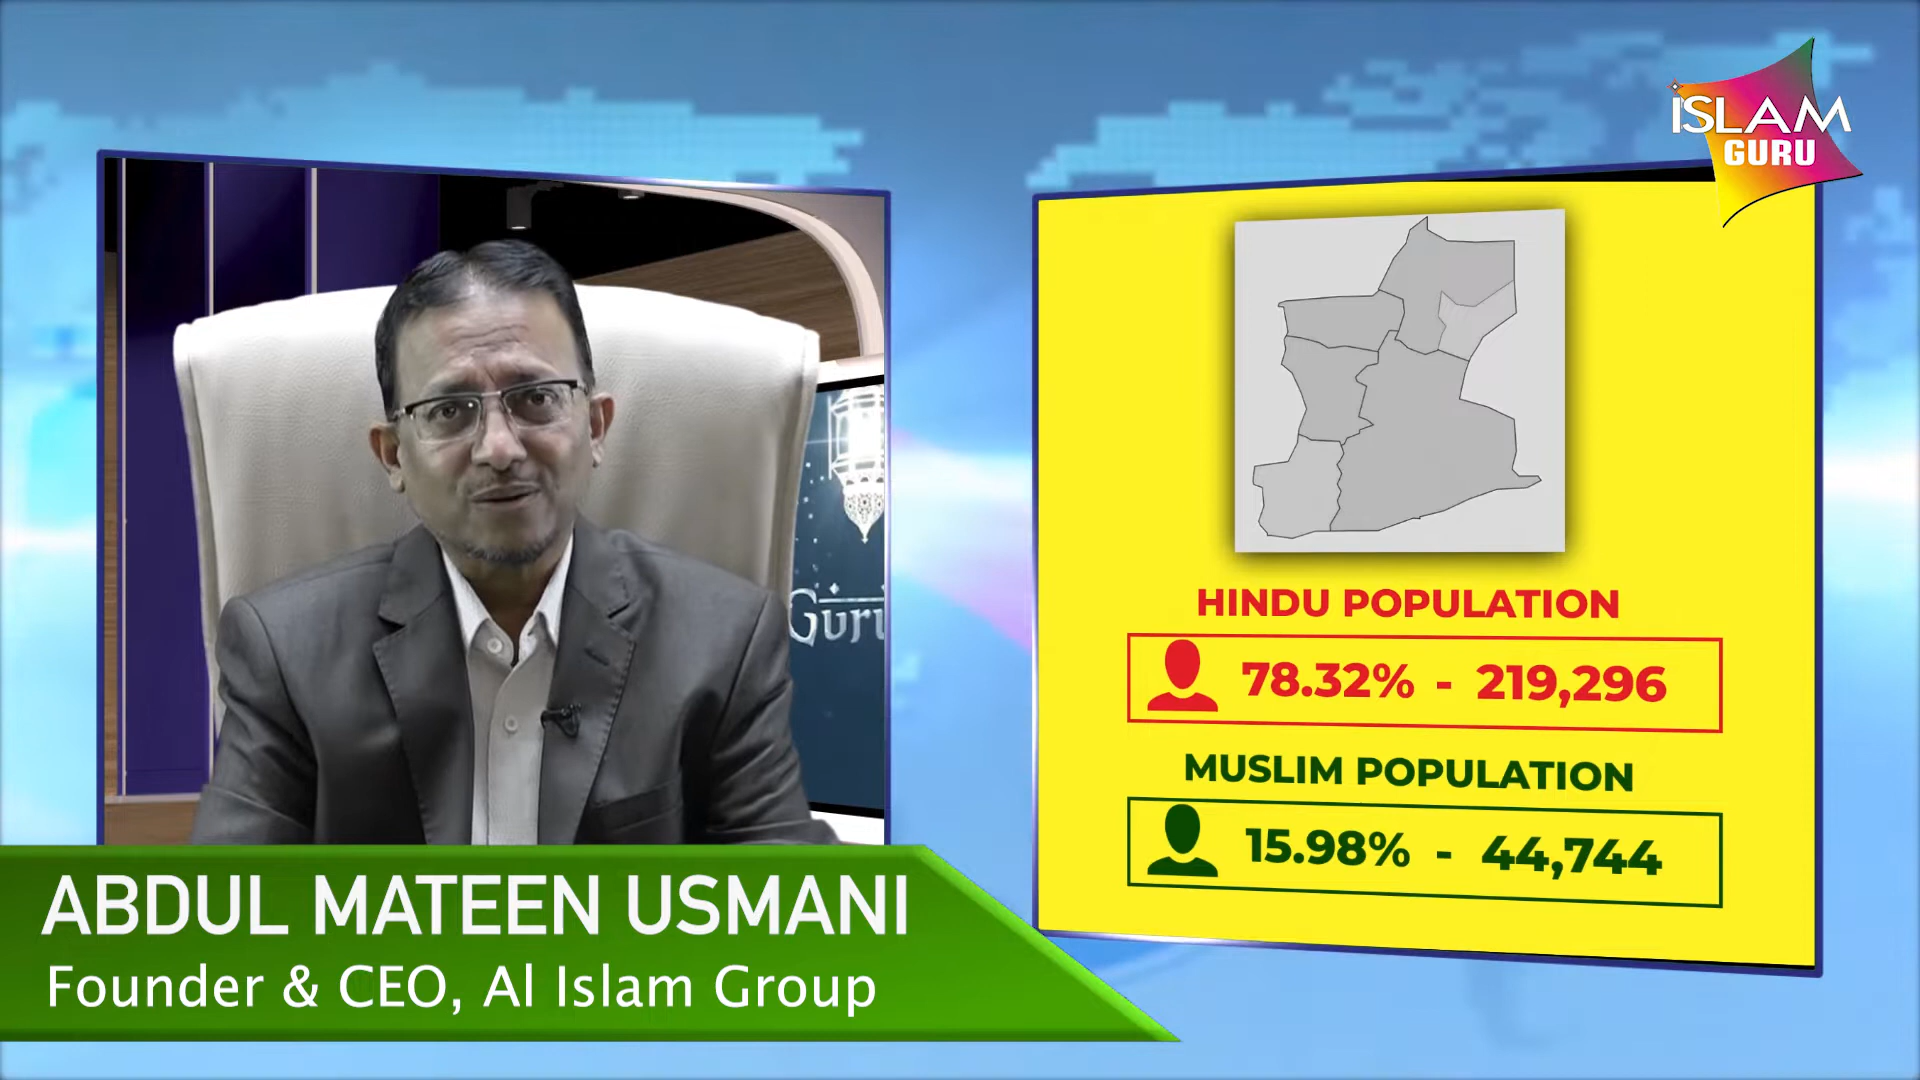 ISLAM
GURU
Guru
HINDU POPULATION
78.32% - 219,296
MUSLIM POPULATION
15.98% - 44,744
ABDUL MATEEN USMANI
Founder & CEO, Al Islam Group